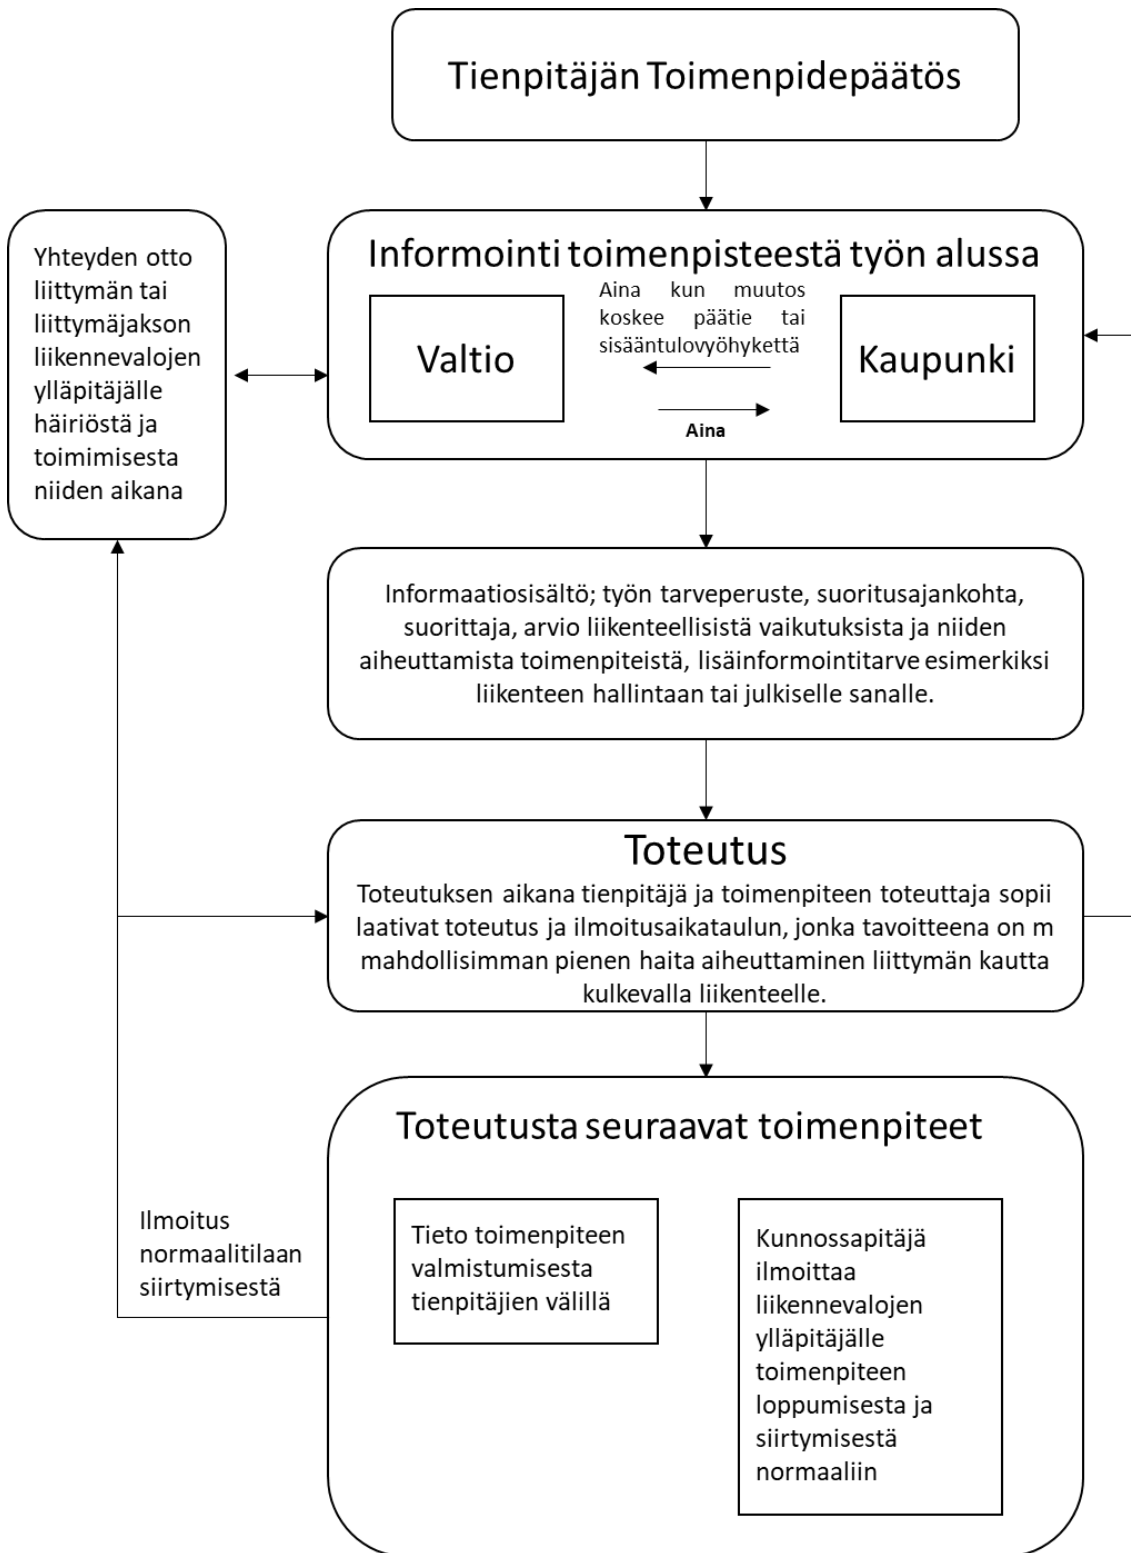 Tienpitäjän Toimenpidepäätös
Informointi toimenpisteestä työn alussa
Yhteyden otto
liittymän tai
liittymäjakson
liikennevalojen
ylläpitäjälle
häiriöstä ja
toimimisesta
niiden aikana
Valtio
Aina kun muutos
koskee päätie tai
sisääntulovyöhykettä
Aina
Kaupunki
Informaatiosisältö; työn tarveperuste, suoritusajankohta,
suorittaja, arvio liikenteellisistä vaikutuksista ja niiden
aiheuttamista toimenpiteistä, lisäinformointitarve esimerkiksi
liikenteen hallintaan tai julkiselle sanalle.
Toteutus
Toteutuksen aikana tienpitäjä ja toimenpiteen toteuttaja sopii
laativat toteutus ja ilmoitusaikataulun, jonka tavoitteena on m
mahdollisimman pienen haita aiheuttaminen liittymän kautta
kulkevalla liikenteelle.
Toteutusta seuraavat toimenpiteet
Ilmoitus
normaalitilaan
siirtymisestä
Tieto toimenpiteen
valmistumisesta
tienpitäjien välillä
Kunnossapitäjä
ilmoittaa
liikennevalojen
ylläpitäjälle
toimenpiteen
loppumisesta ja
siirtymisestä
normaaliin